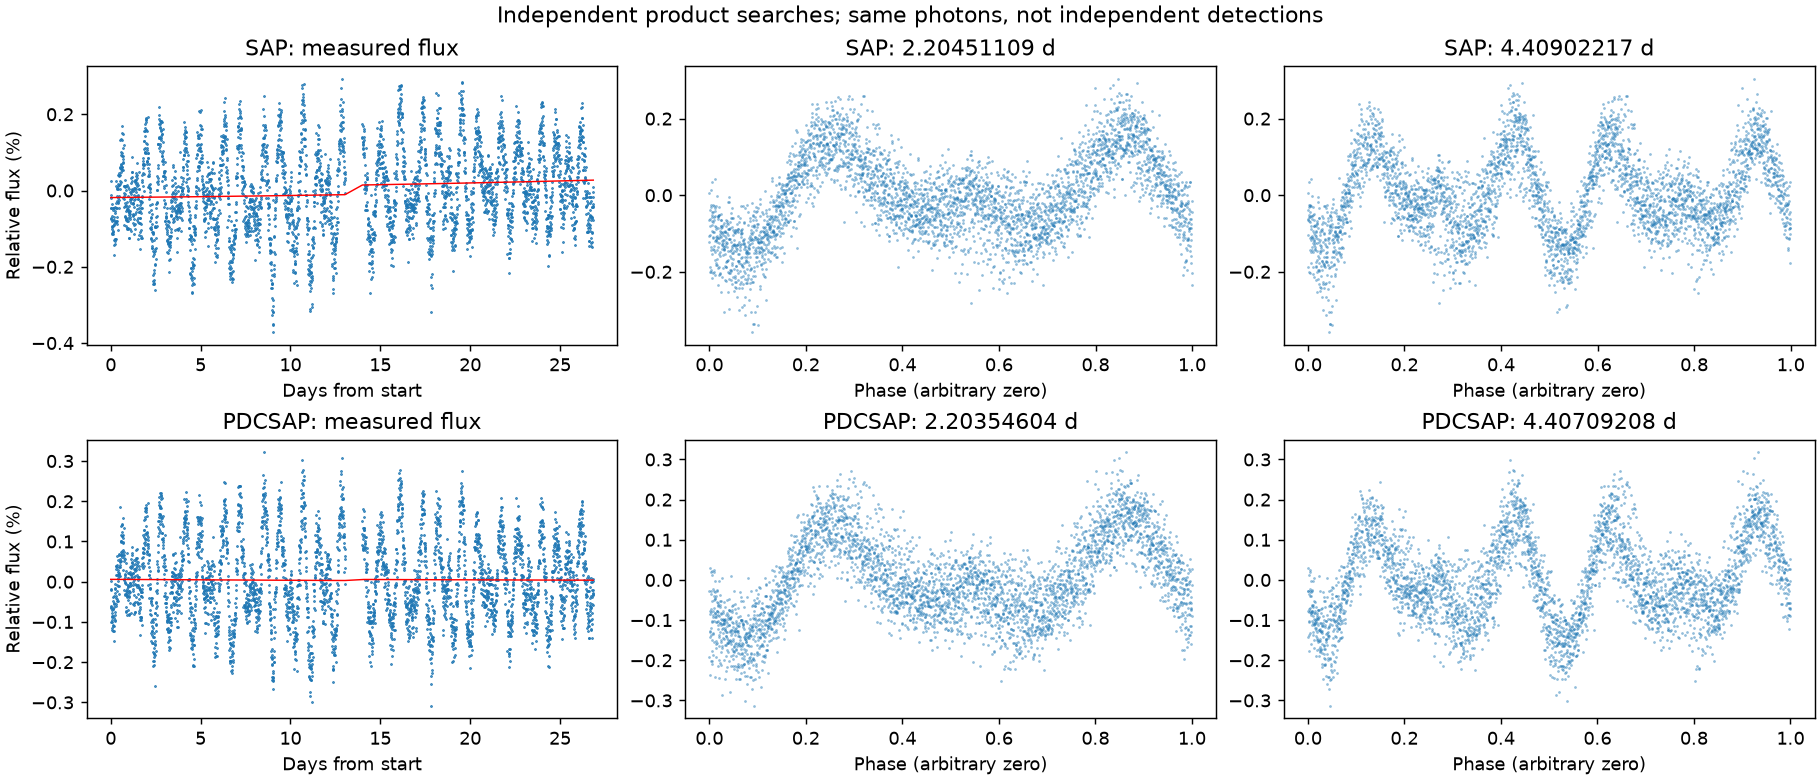 Independent product searches; same photons, not independent detections
SAP: measured flux
SAP: 2.20451109 d
SAP: 4.40902217 d
Relative flux (%)
0.2
0.0
−0.2
−0.4
0.2
0.0
−0.2
0.2
0.0
−0.2
0 5 10 15 20 25
0.0 0.2 0.4 0.6 0.8 1.0
0.0 0.2 0.4 0.6 0.8 1.0
Days from start
Phase (arbitrary zero)
Phase (arbitrary zero)
PDCSAP: measured flux
PDCSAP: 2.20354604 d
PDCSAP: 4.40709208 d
Relative flux (%)
0.3
0.2
0.1
0.0
−0.1
−0.2
−0.3
0.3
0.2
0.1
0.0
−0.1
−0.2
−0.3
0.3
0.2
0.1
0.0
−0.1
−0.2
−0.3
0 5 10 15 20 25
0.0 0.2 0.4 0.6 0.8 1.0
0.0 0.2 0.4 0.6 0.8 1.0
Days from start
Phase (arbitrary zero)
Phase (arbitrary zero)